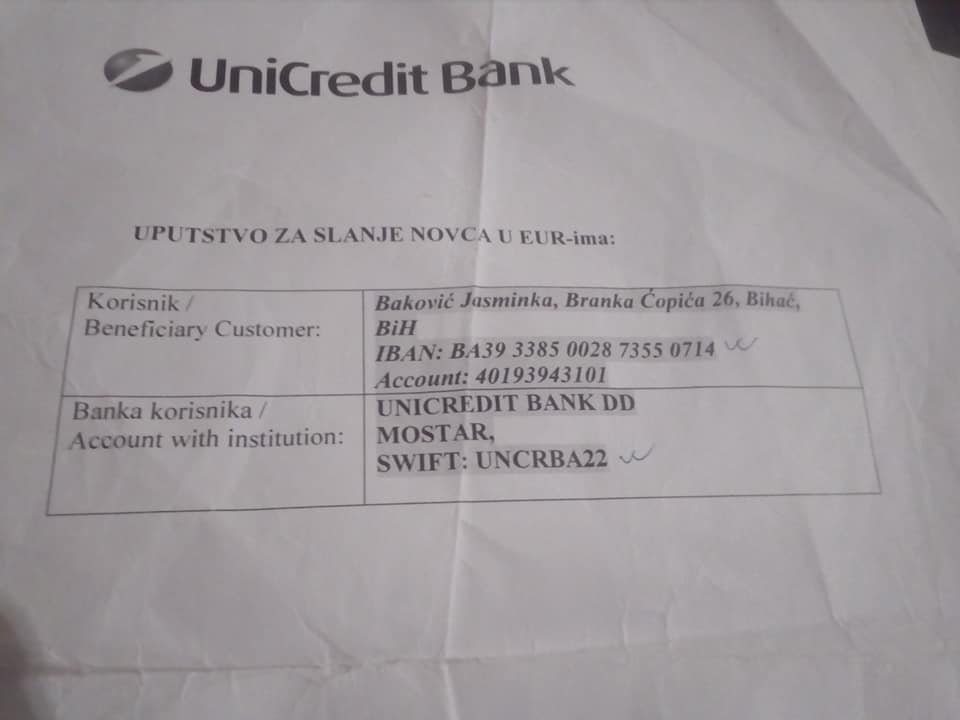 UniCredit Bank
UPUTSTVO ZA SLANJE NOVCA U EUR-ima:
Korisnik /
Beneficiary Customer:
Baković Jasminka, Branka Ćopića 26, Bihać,
BiH
IBAN: BA39 3385 0028 7355 0714
Account: 40193943101
Banka korisnika /
Account with institution:
UNICREDIT BANK DD
MOSTAR,
SWIFT: UNCRBA22